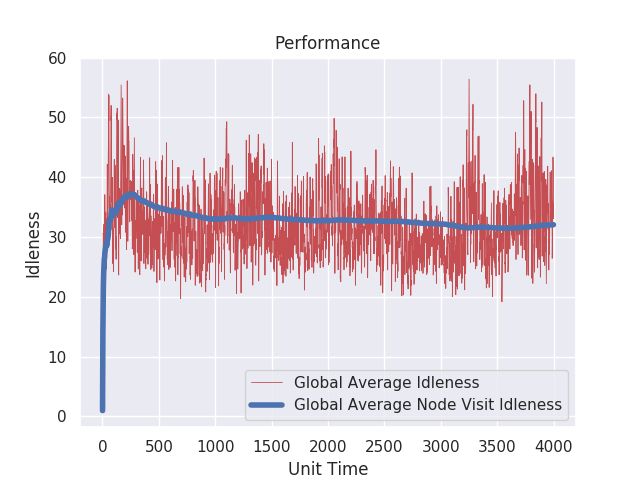 Performance
60
50
40
30
20
10
0
Idleness
Global Average Idleness
Global Average Node Visit Idleness
0 500 1000 1500 2000 2500 3000 3500 4000
Unit Time